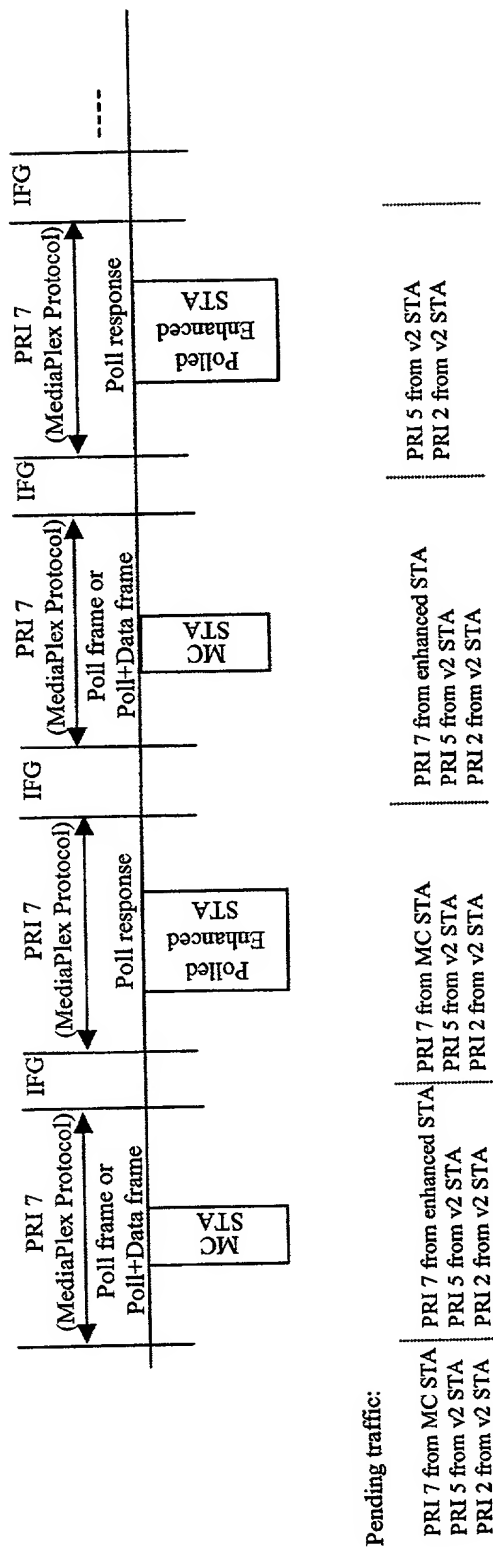 PRI 7
(MediaPlex Protocol)
Poll frame or
Poll+Data frame
MC
STA
IFG
PRI 7
(MediaPlex Protocol)
Poll response
Polled
Enhanced
STA
IFG
PRI 7
(MediaPlex Protocol)
Poll frame or
Poll+Data frame
MC
STA
IFG
PRI 7
(MediaPlex Protocol)
Poll response
Polled
Enhanced
STA
IFG
Pending traffic:
PRI 7 from MC STA
PRI 5 from v2 STA
PRI 2 from v2 STA
PRI 7 from enhanced STA
PRI 5 from v2 STA
PRI 2 from v2 STA
PRI 7 from MC STA
PRI 5 from v2 STA
PRI 2 from v2 STA
PRI 7 from enhanced STA
PRI 5 from v2 STA
PRI 2 from v2 STA
PRI 5 from v2 STA
PRI 2 from v2 STA